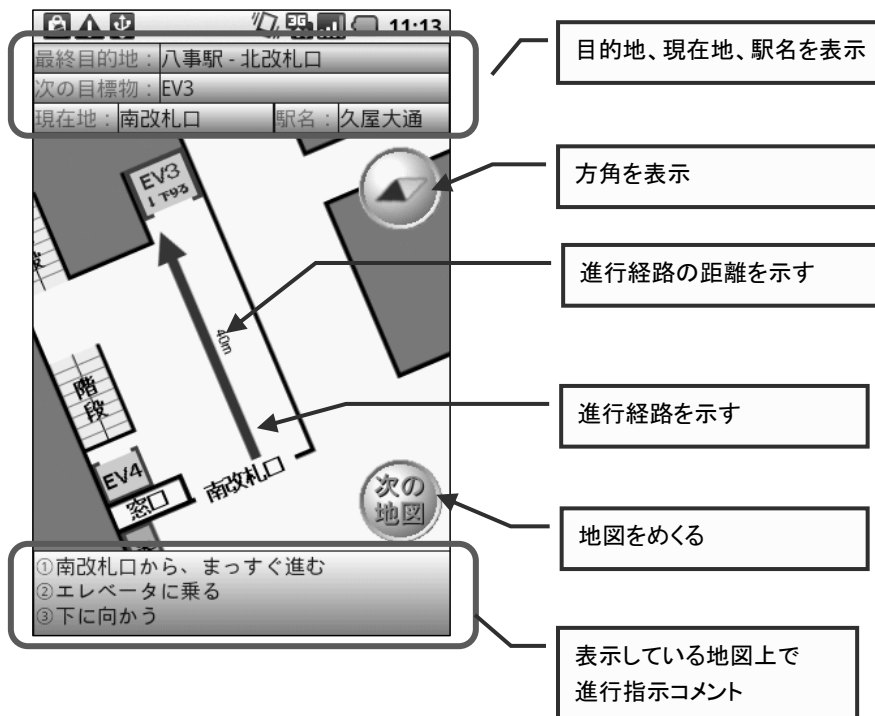 3G
11:13
最終目的地：八事駅 - 北改札口
次の目標物：EV3
現在地：南改札口 駅名：久屋大通
目的地、現在地、駅名を表示
EV3
↓下りる
方角を表示
進行経路の距離を示す
40m
階段
進行経路を示す
EV4
窓口
南改札口
次の
地図
地図をめくる
①南改札口から、まっすぐ進む
②エレベータに乗る
③下に向かう
表示している地図上で
進行指示コメント